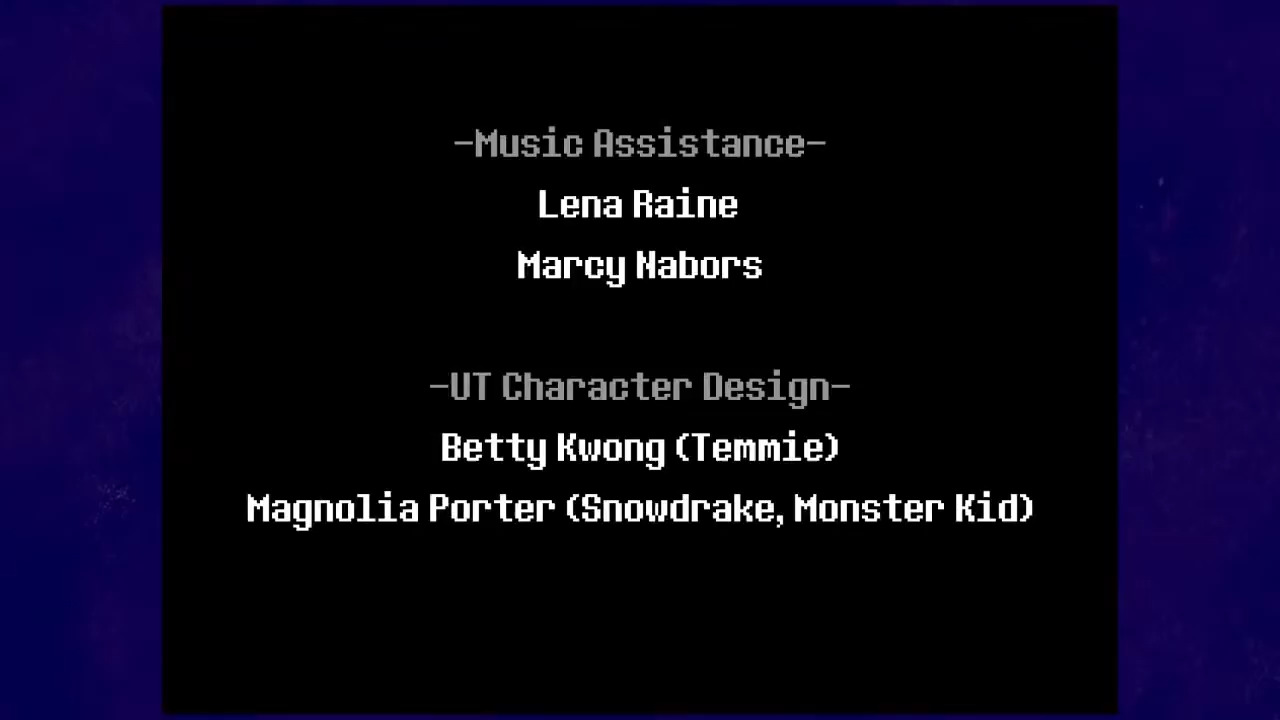 -Music Assistance-
Lena Raine
Marcy Nabors
-UT Character Design-
Betty Kwong (Temmie)
Magnolia Porter (Snowdrake, Monster Kid)